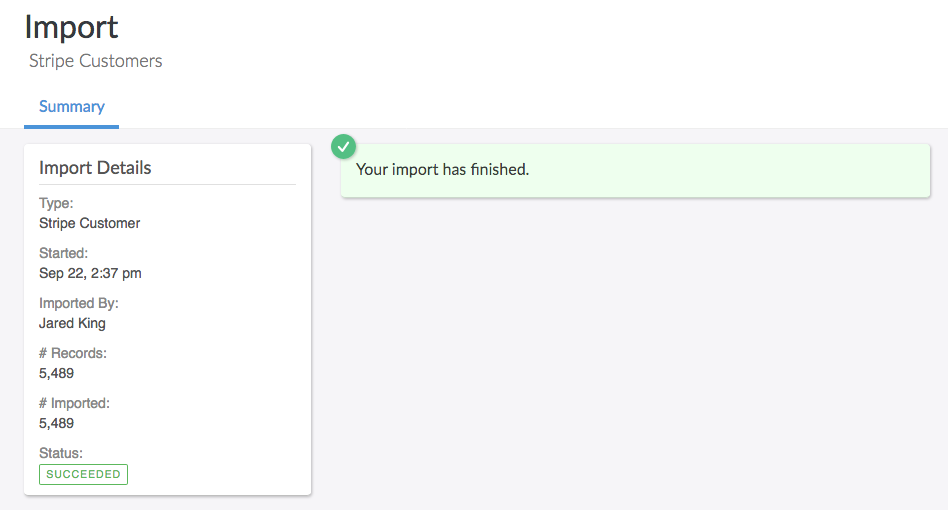 Import
Stripe Customers
Summary
Import Details
Type:
Stripe Customer
Started:
Sep 22, 2:37 pm
Imported By:
Jared King
# Records:
5,489
# Imported:
5,489
Status:
SUCCEEDED
Your import has finished.